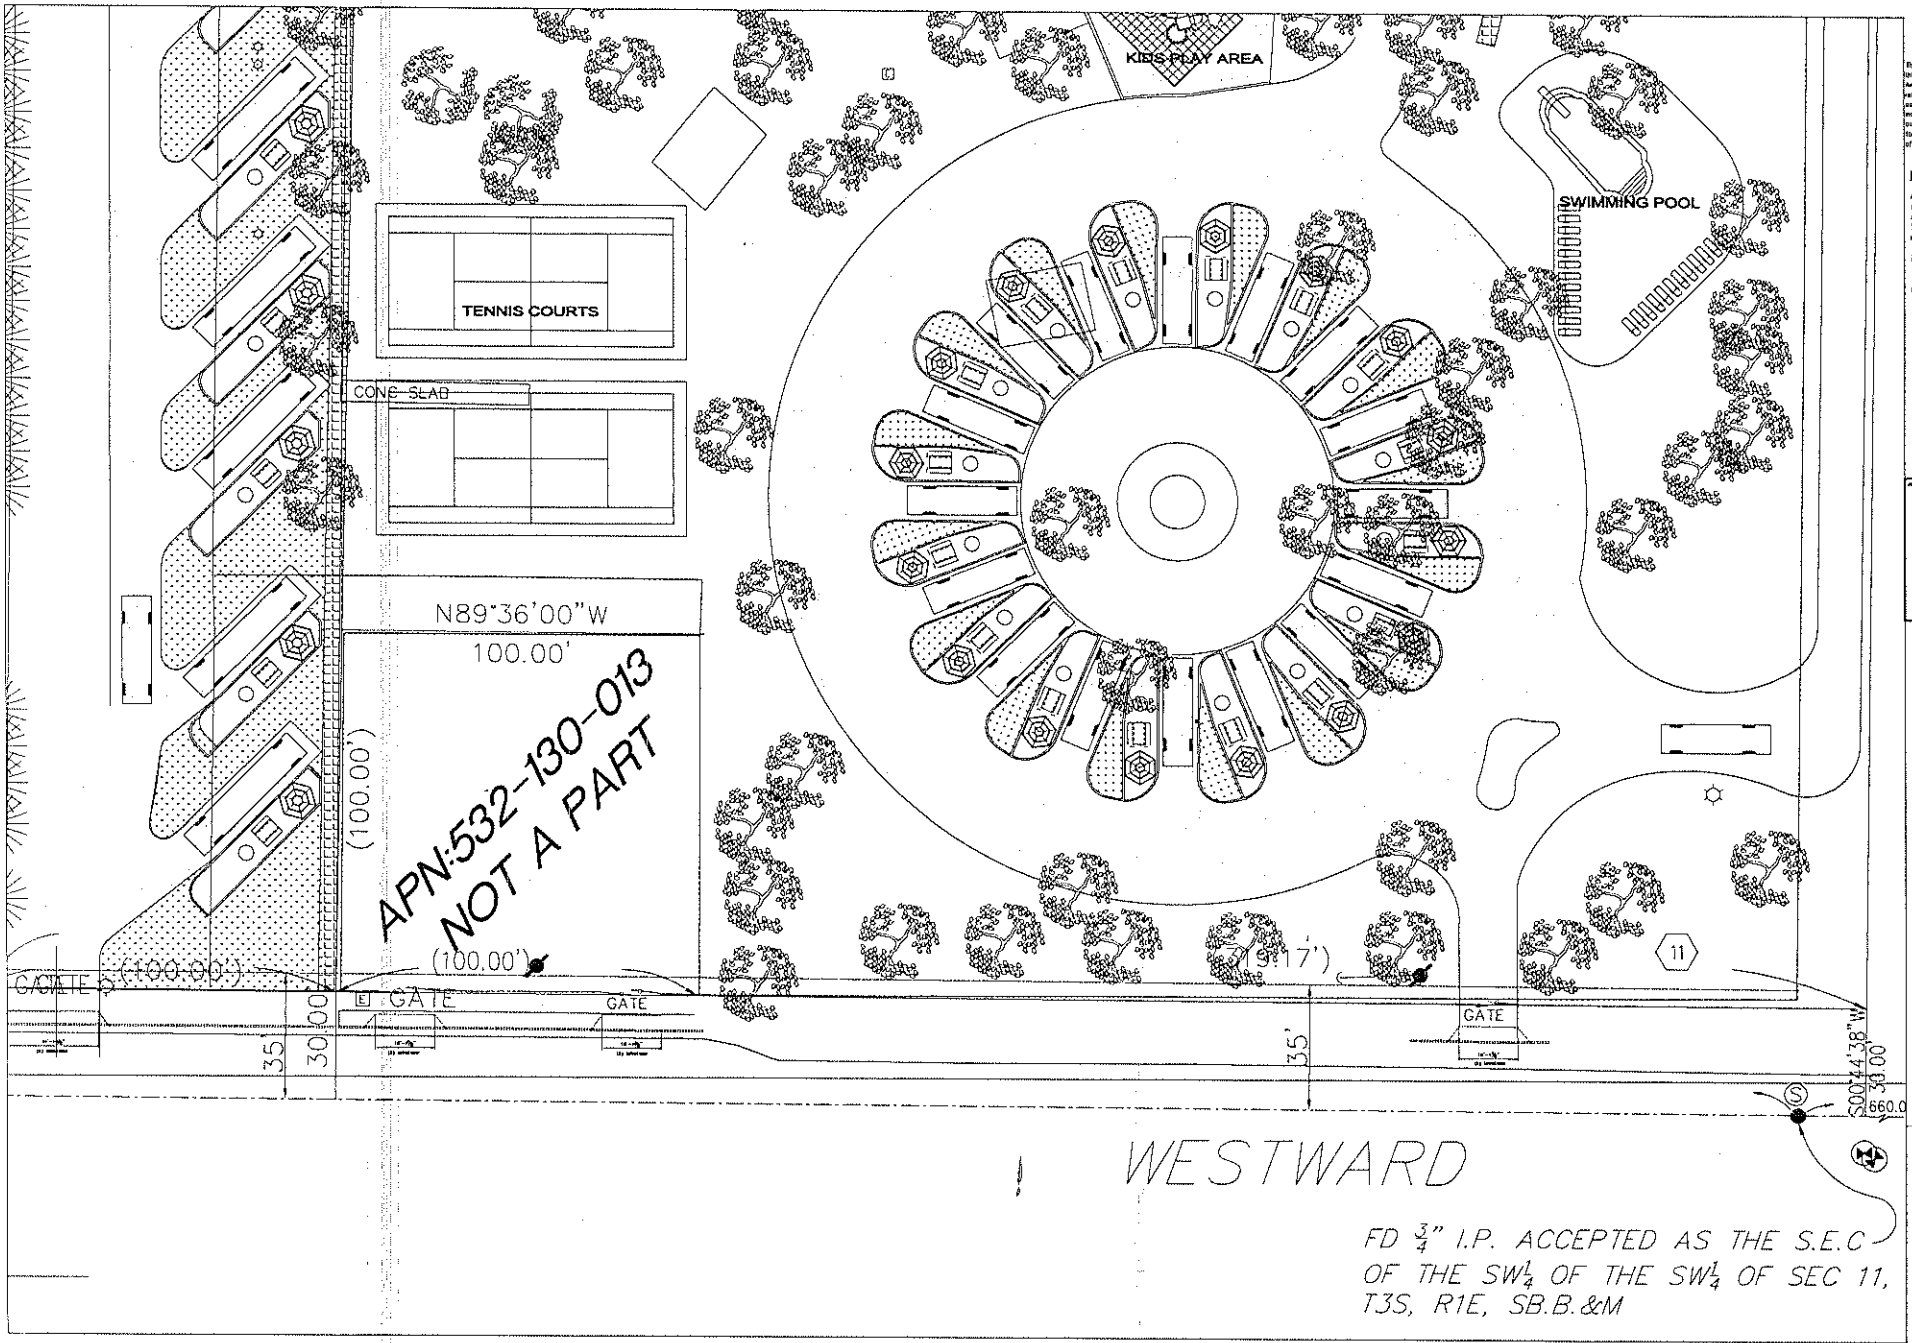 KIDS PLAY AREA
SWIMMING POOL
TENNIS COURTS
CONC SLAB
N89°36'00"W
100.00'
(100.00')
APN:532-130-013
NOT A PART
(100.00')
(100.00')
GATE
E
GATE
GATE
GATE
11
35'
30.00
35'
S00°44'38"W
30.00'
660.0
S
WESTWARD
FD 3/4" I.P. ACCEPTED AS THE S.E.C
OF THE SW1/4 OF THE SW1/4 OF SEC 11,
T3S, R1E, SB.B.&M